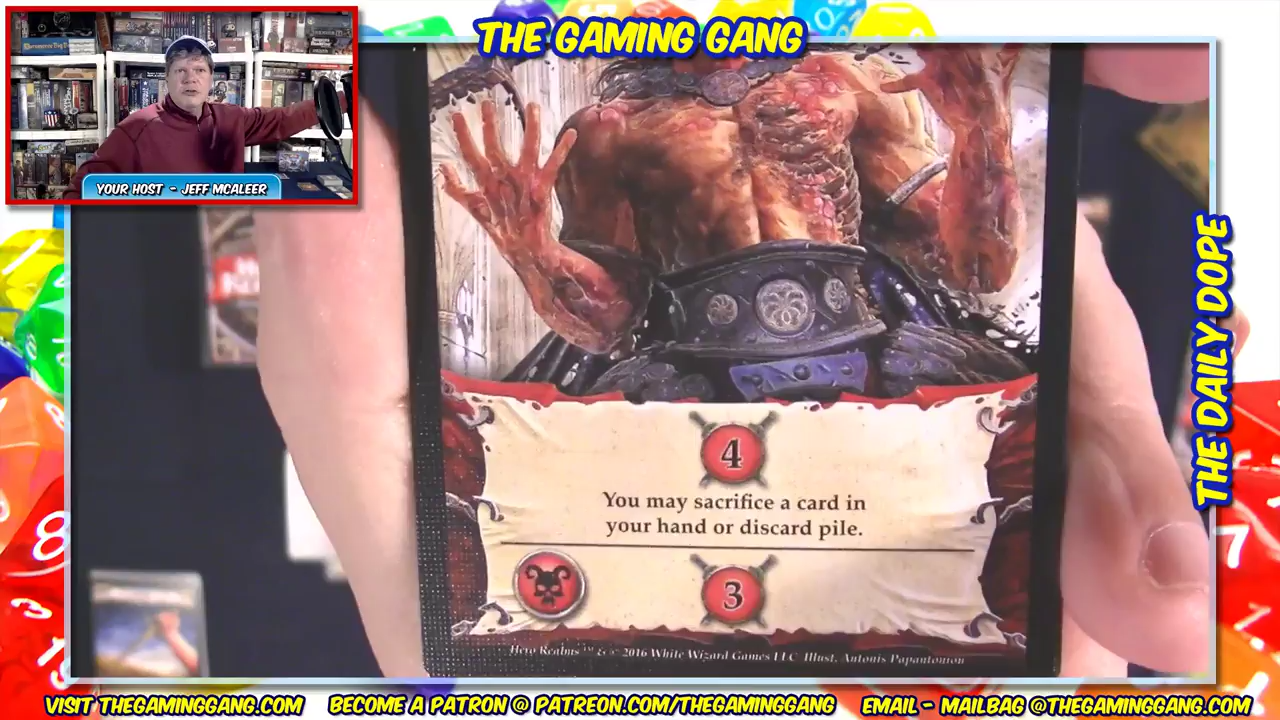 THE GAMING GANG
YOUR HOST - JEFF MCALEER
THE DAILY DOPE
4
You may sacrifice a card in
your hand or discard pile.
3
Hero Realms ™ & © 2016 White Wizard Games LLC Illust. Antonis Papantoniou
VISIT THEGAMINGGANG.COM BECOME A PATRON @ PATREON.COM/THEGAMINGGANG EMAIL - MAILBAG @THEGAMINGGANG.COM